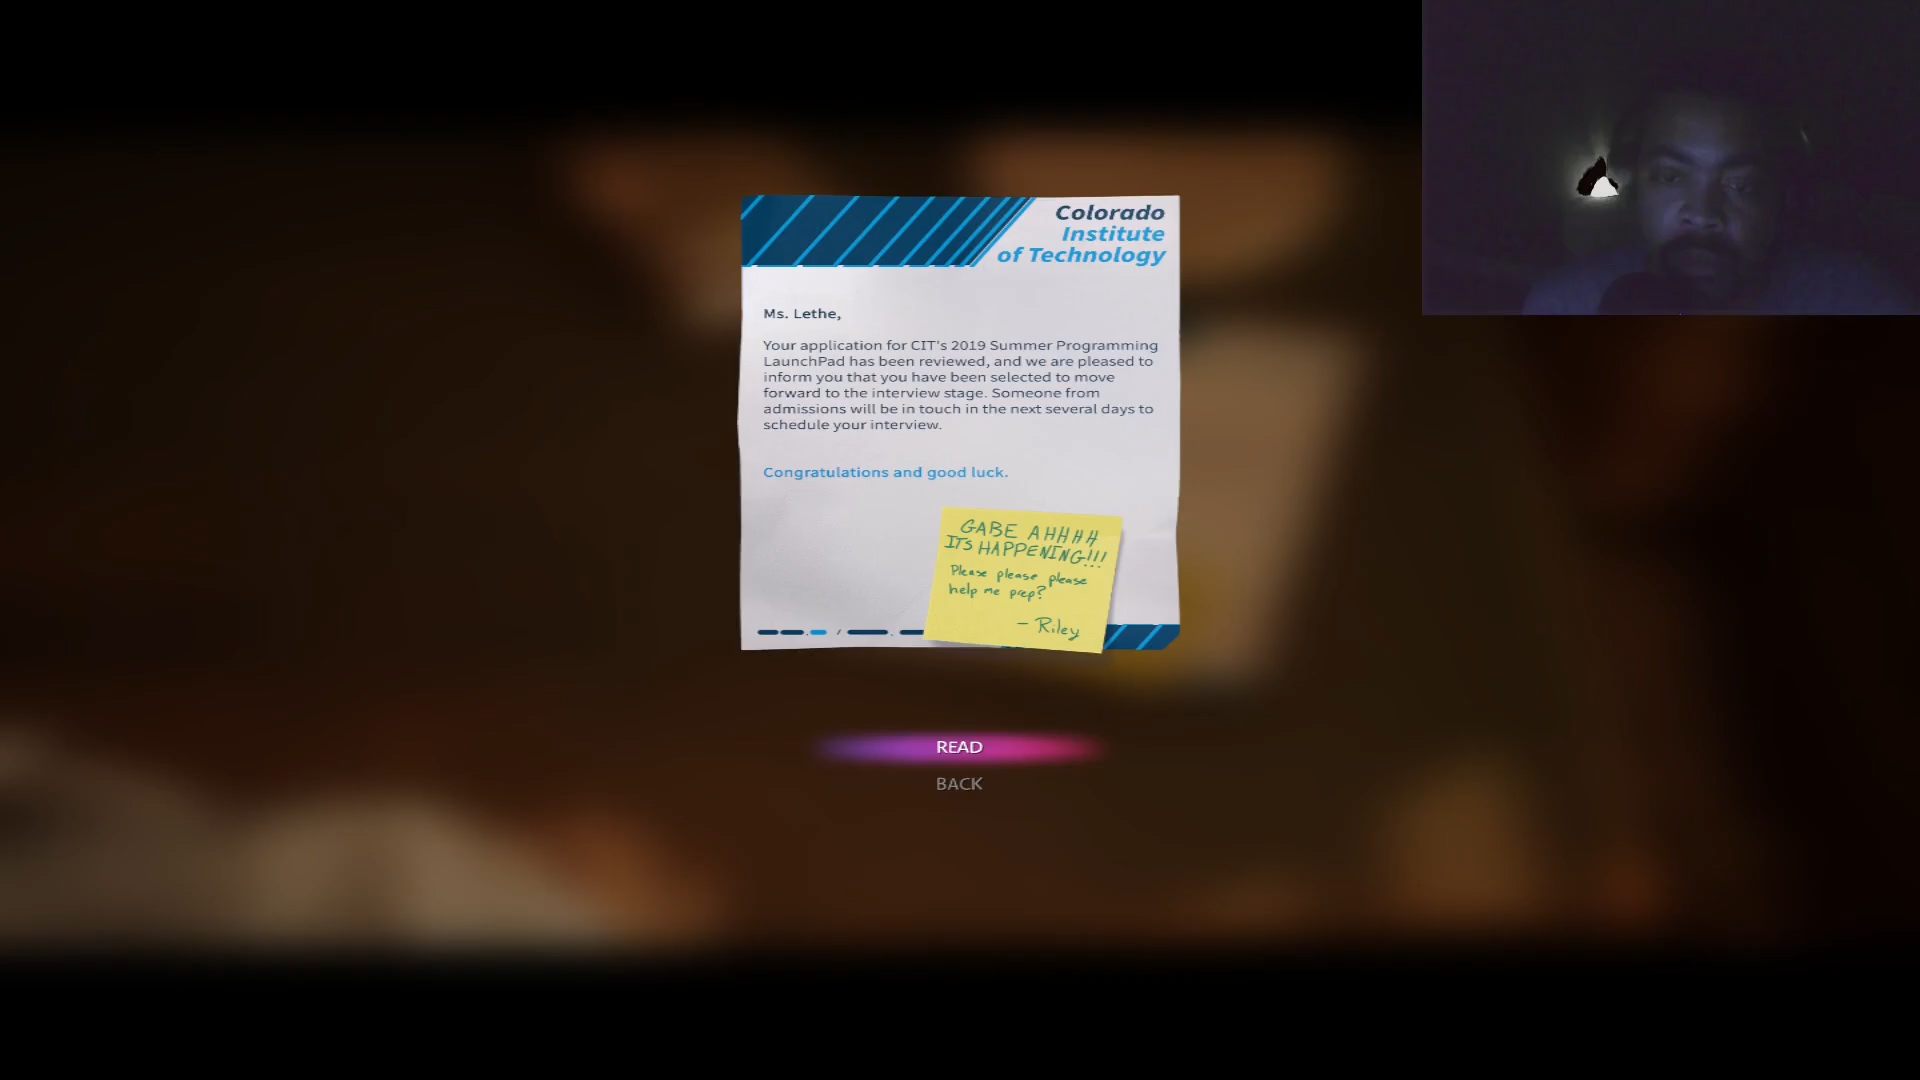 Colorado
Institute
of Technology
Ms. Lethe,
Your application for CIT's 2019 Summer Programming
LaunchPad has been reviewed, and we are pleased to
inform you that you have been selected to move
forward to the interview stage. Someone from
admissions will be in touch in the next several days to
schedule your interview.
Congratulations and good luck.
GABE AHHHH
IT'S HAPPENING!!!
Please please please
help me prep?
- Riley
READ
BACK